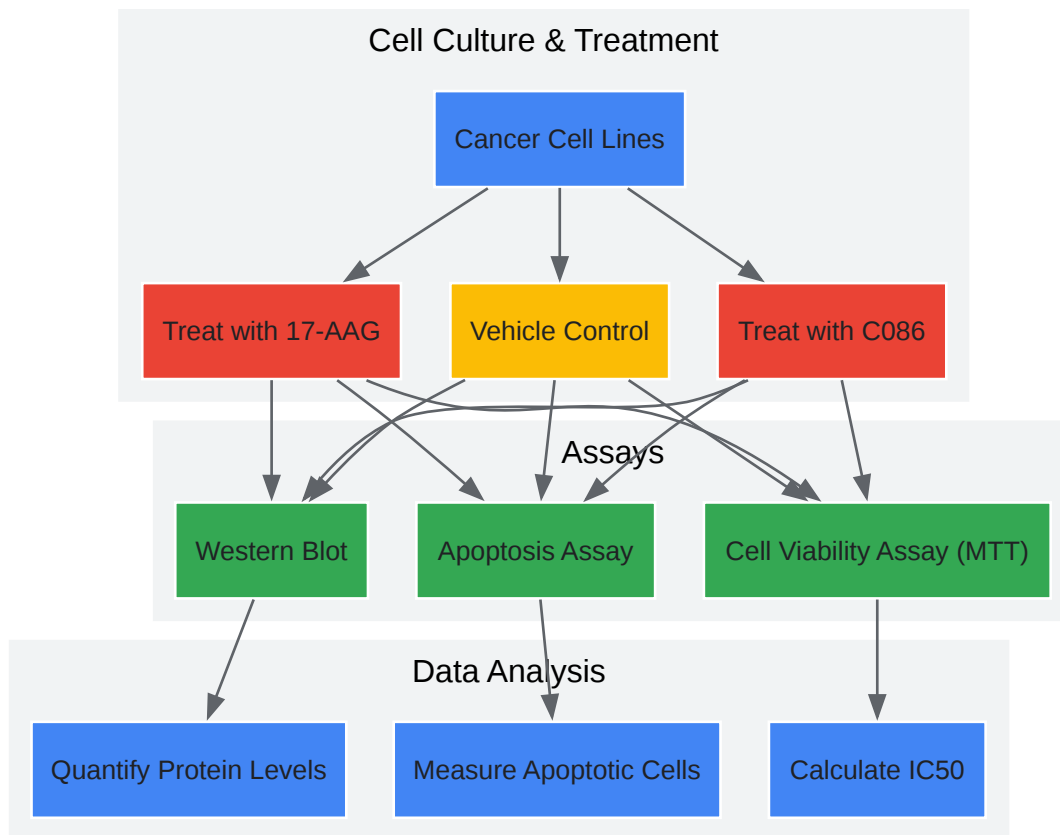 Cell Culture & Treatment
Cancer Cell Lines
Treat with 17-AAG
Vehicle Control
Treat with C086
Assays
Western Blot
Apoptosis Assay
Cell Viability Assay (MTT)
Data Analysis
Quantify Protein Levels
Measure Apoptotic Cells
Calculate IC50